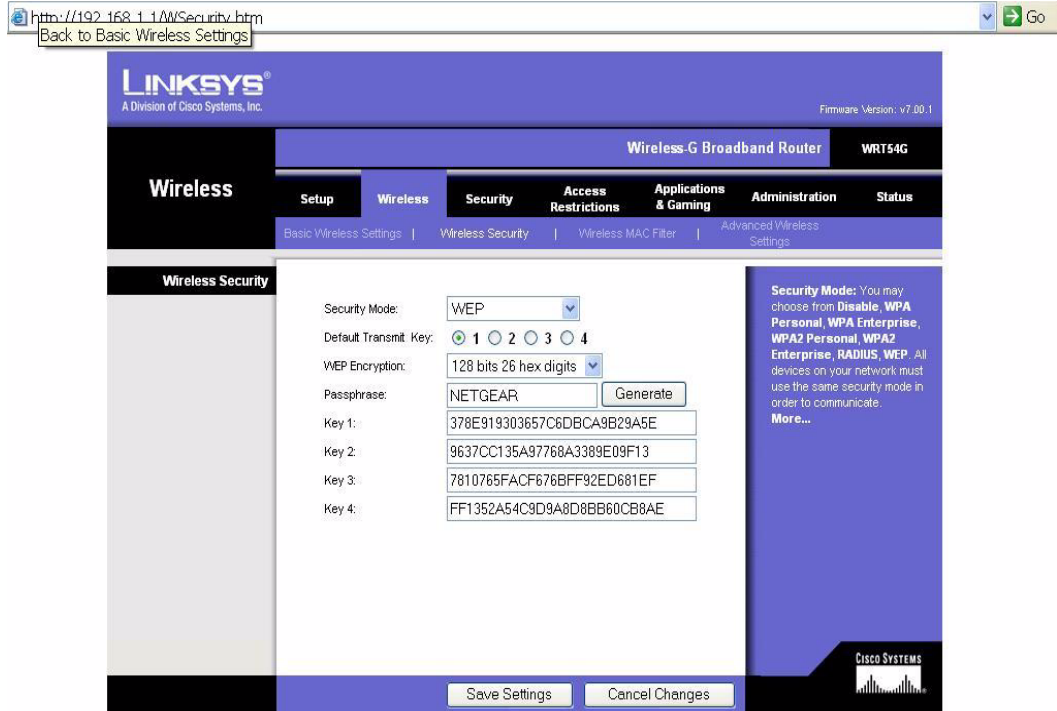 http://192.168.1.1/WSecurity.htm
Go
Back to Basic Wireless Settings
LINKSYS®
A Division of Cisco Systems, Inc.
Firmware Version: v7.00.1
Wireless-G Broadband Router WRT54G
Wireless
Setup Wireless Security Access Restrictions Applications & Gaming Administration Status
Basic Wireless Settings | Wireless Security | Wireless MAC Filter | Advanced Wireless Settings
Wireless Security
Security Mode: WEP
Default Transmit Key: 1 2 3 4
WEP Encryption: 128 bits 26 hex digits
Passphrase: NETGEAR Generate
Key 1: 378E919303657C6DBCA9B29A5E
Key 2: 9637CC135A97768A3389E09F13
Key 3: 7810765FACF676BFF92ED681EF
Key 4: FF1352A54C9D9A8D8BB60CB8AE
Security Mode: You may
choose from Disable, WPA
Personal, WPA Enterprise,
WPA2 Personal, WPA2
Enterprise, RADIUS, WEP. All
devices on your network must
use the same security mode in
order to communicate.
More...
CISCO SYSTEMS
Save Settings Cancel Changes